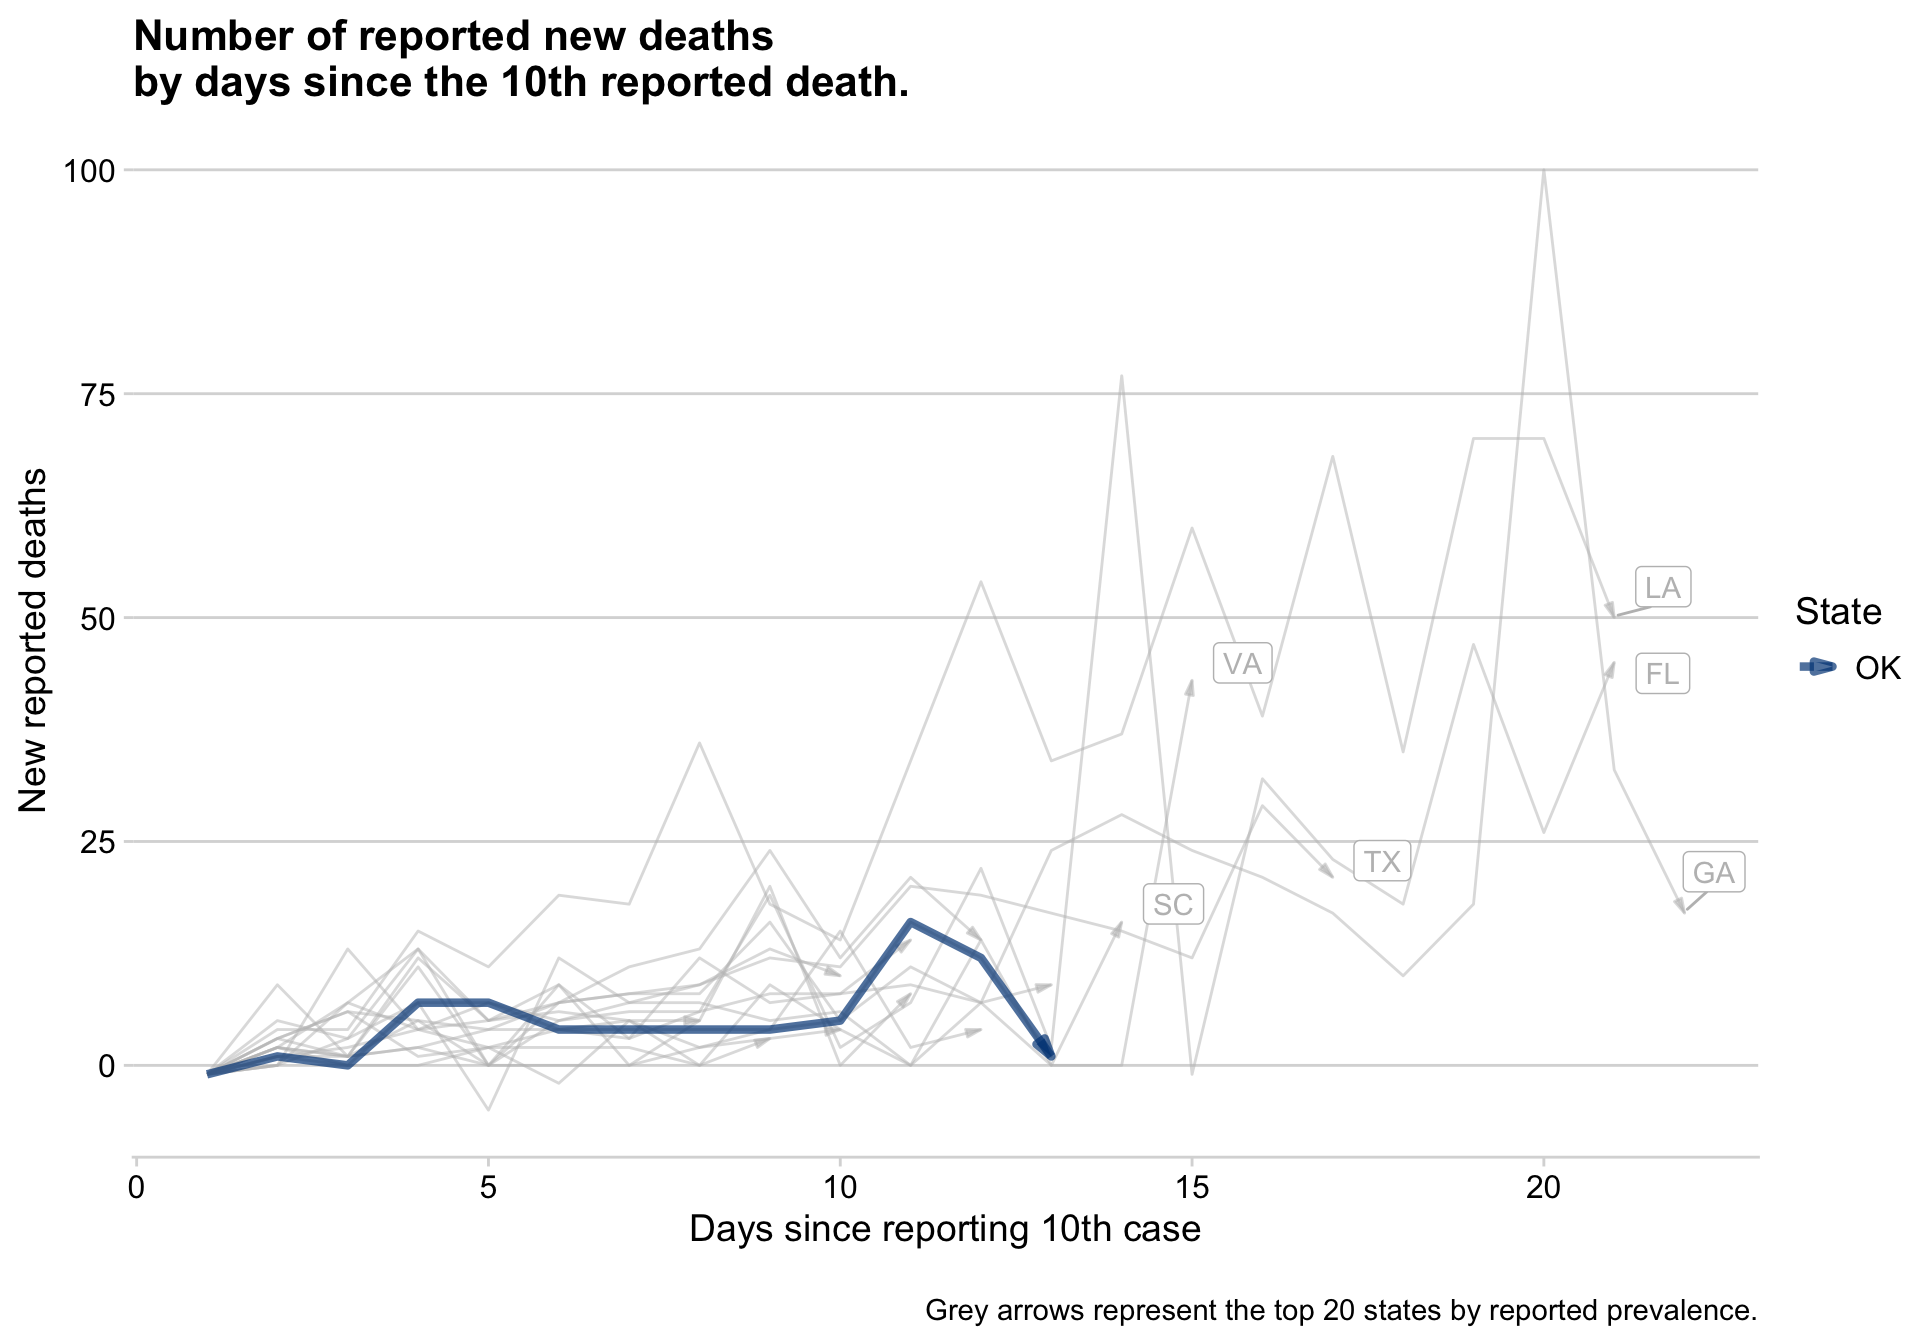 Number of reported new deaths
by days since the 10th reported death.
100
75
50
25
0
New reported deaths
LA
FL
VA
TX
GA
SC
State
OK
0 5 10 15 20
Days since reporting 10th case
Grey arrows represent the top 20 states by reported prevalence.